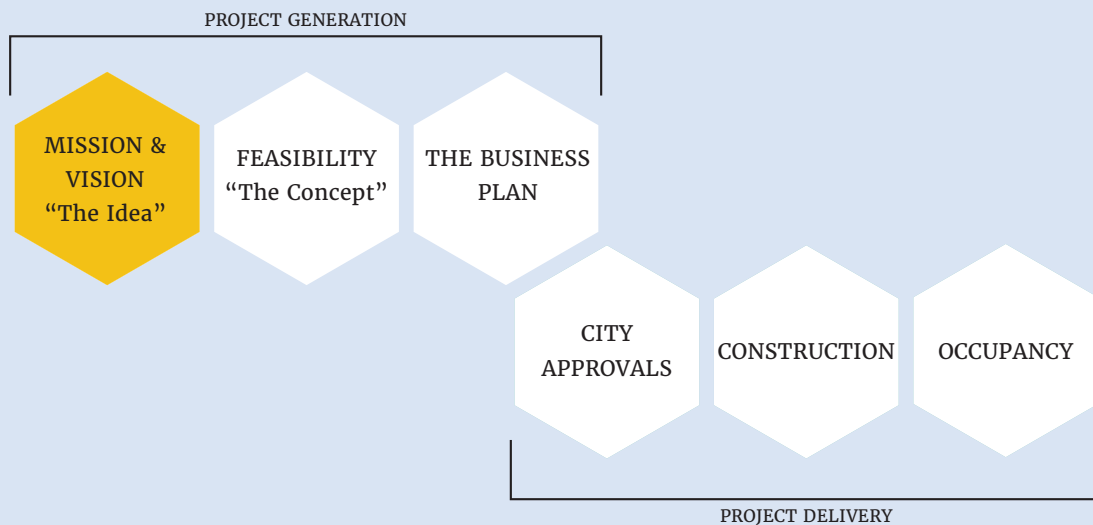 PROJECT GENERATION
MISSION &
VISION
“The Idea”
FEASIBILITY
“The Concept”
THE BUSINESS
PLAN
CITY
APPROVALS
CONSTRUCTION
OCCUPANCY
PROJECT DELIVERY